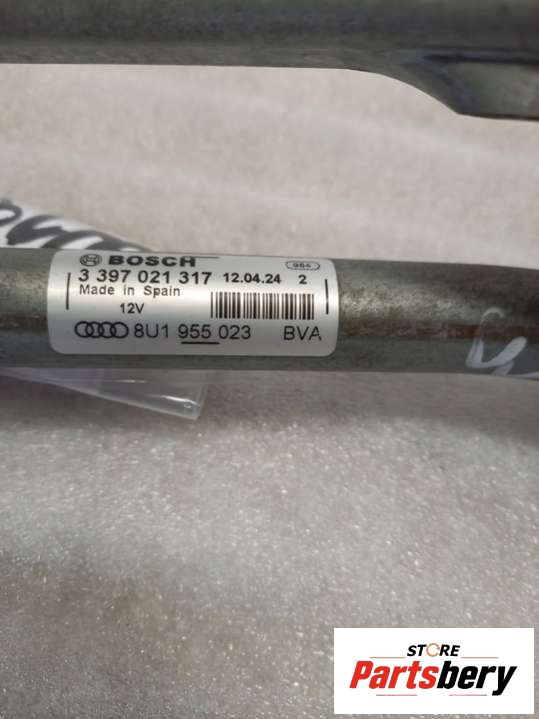 BOSCH 984
3 397 021 317 12.04.24 2
Made in Spain
12V
8U1 955 023 BVA
STORE
Partsbery